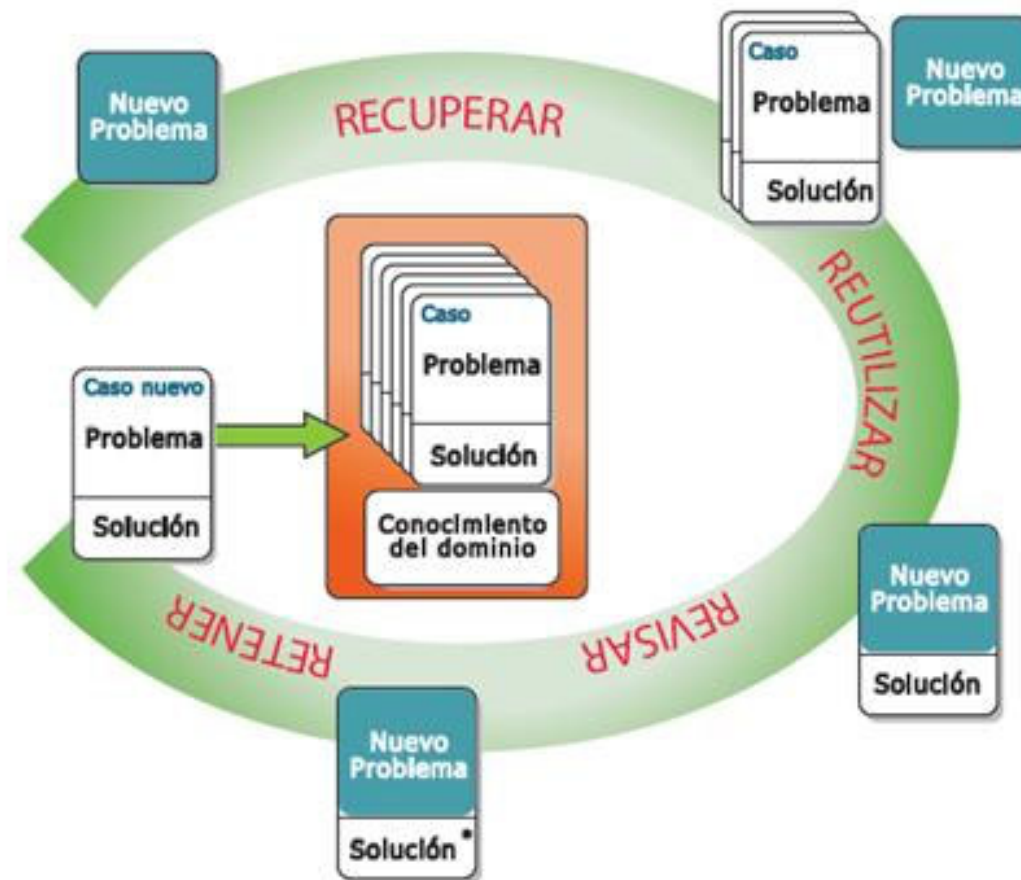 Nuevo
Problema
RECUPERAR
Caso
Problema
Solución
Nuevo
Problema
REUTILIZAR
Caso
Problema
Solución
Conocimiento
del dominio
Caso nuevo
Problema
Solución
Nuevo
Problema
Solución
REVISAR
RETENER
Nuevo
Problema
Solución*